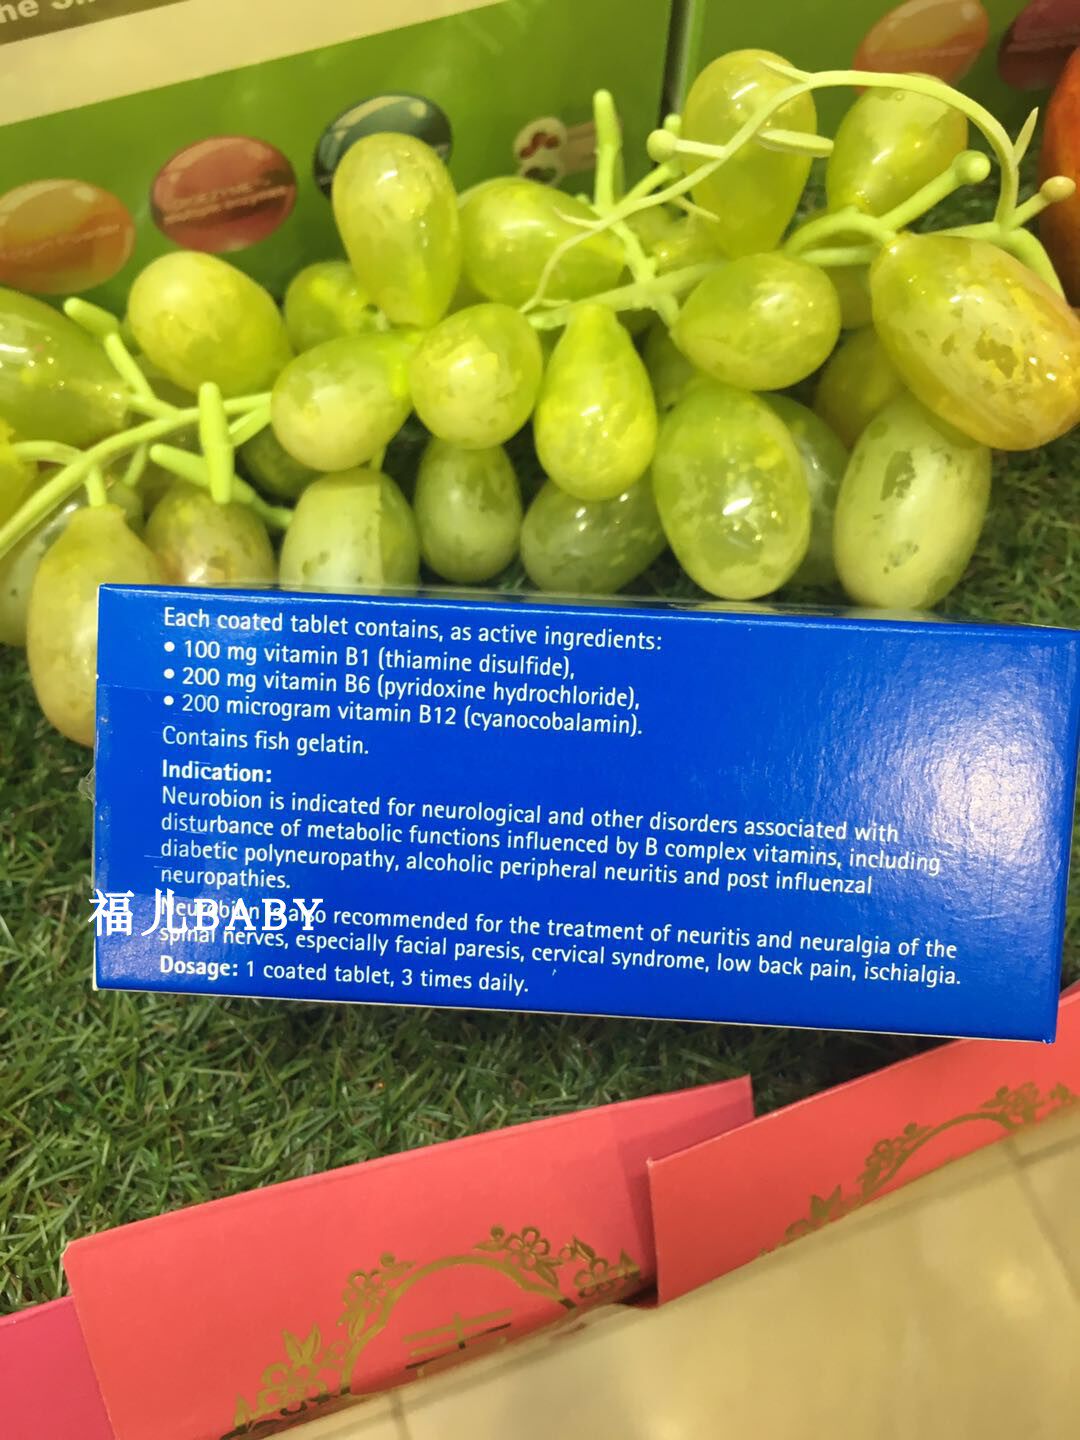 Each coated tablet contains, as active ingredients:
• 100 mg vitamin B1 (thiamine disulfide),
• 200 mg vitamin B6 (pyridoxine hydrochloride),
• 200 microgram vitamin B12 (cyanocobalamin).
Contains fish gelatin.
Indication:
Neurobion is indicated for neurological and other disorders associated with
disturbance of metabolic functions influenced by B complex vitamins, including
diabetic polyneuropathy, alcoholic peripheral neuritis and post influenzal
neuropathies.
福儿BABY
Neurobion is also recommended for the treatment of neuritis and neuralgia of the
spinal nerves, especially facial paresis, cervical syndrome, low back pain, ischialgia.
Dosage: 1 coated tablet, 3 times daily.